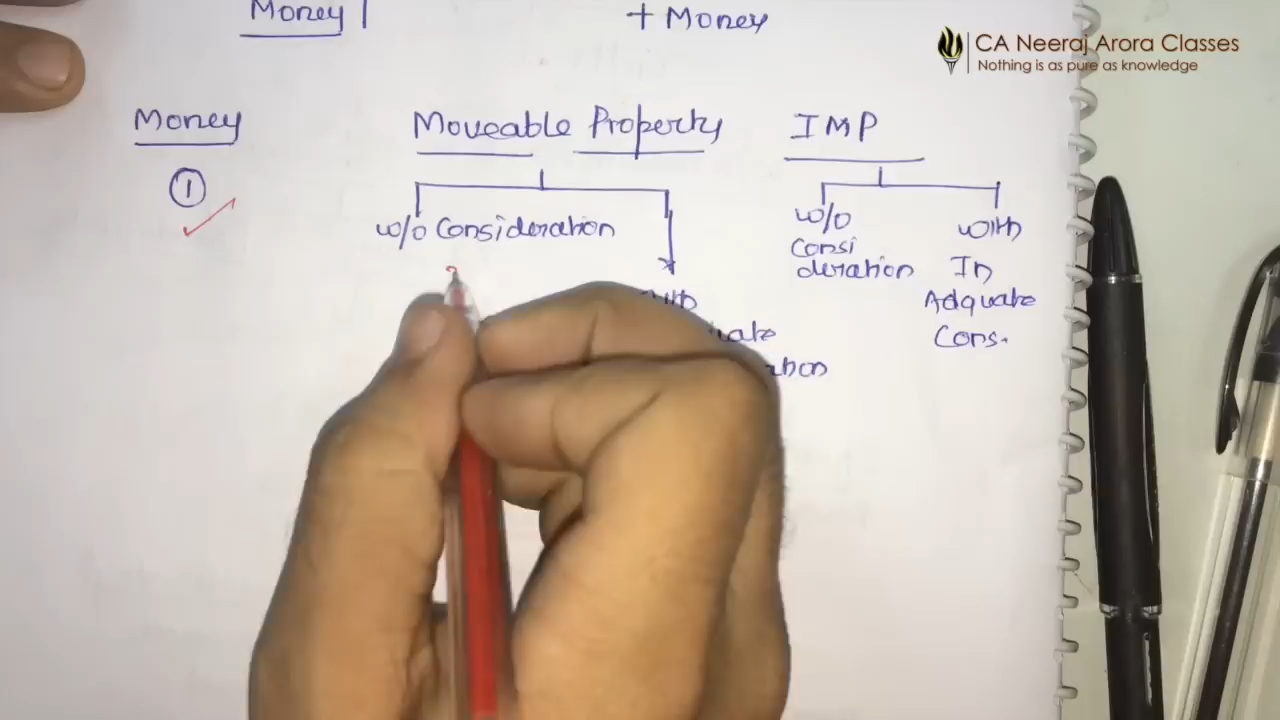 Money
+ Money
CA Neeraj Arora Classes
Nothing is as pure as knowledge
Money
Moveable Property
IMP
1
w/o Consideration
w/o
Consi
deration
with
In
Adquate
Cons.